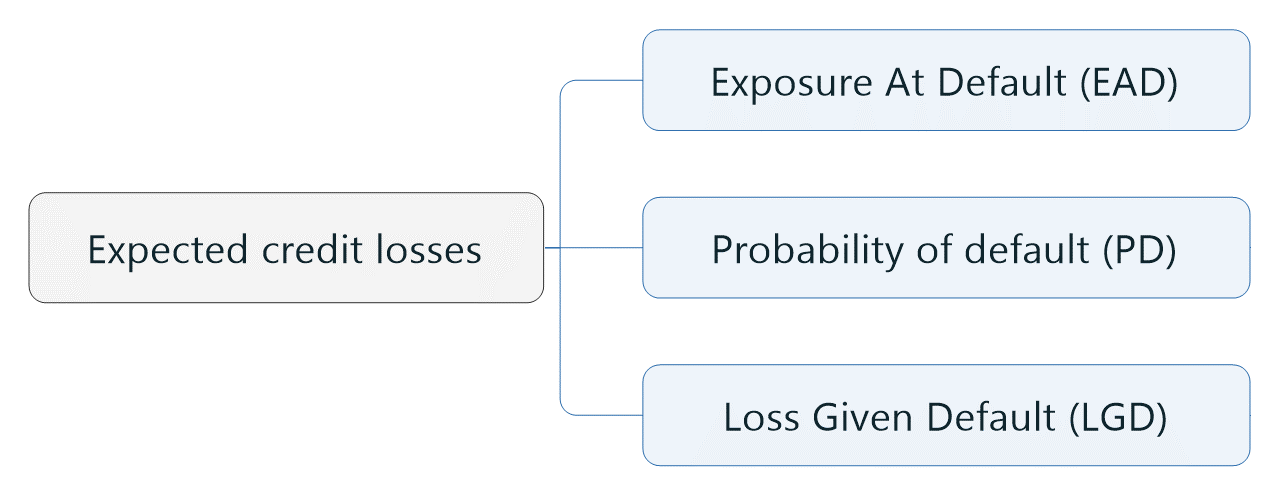 Exposure At Default (EAD)
Expected credit losses
Probability of default (PD)
Loss Given Default (LGD)